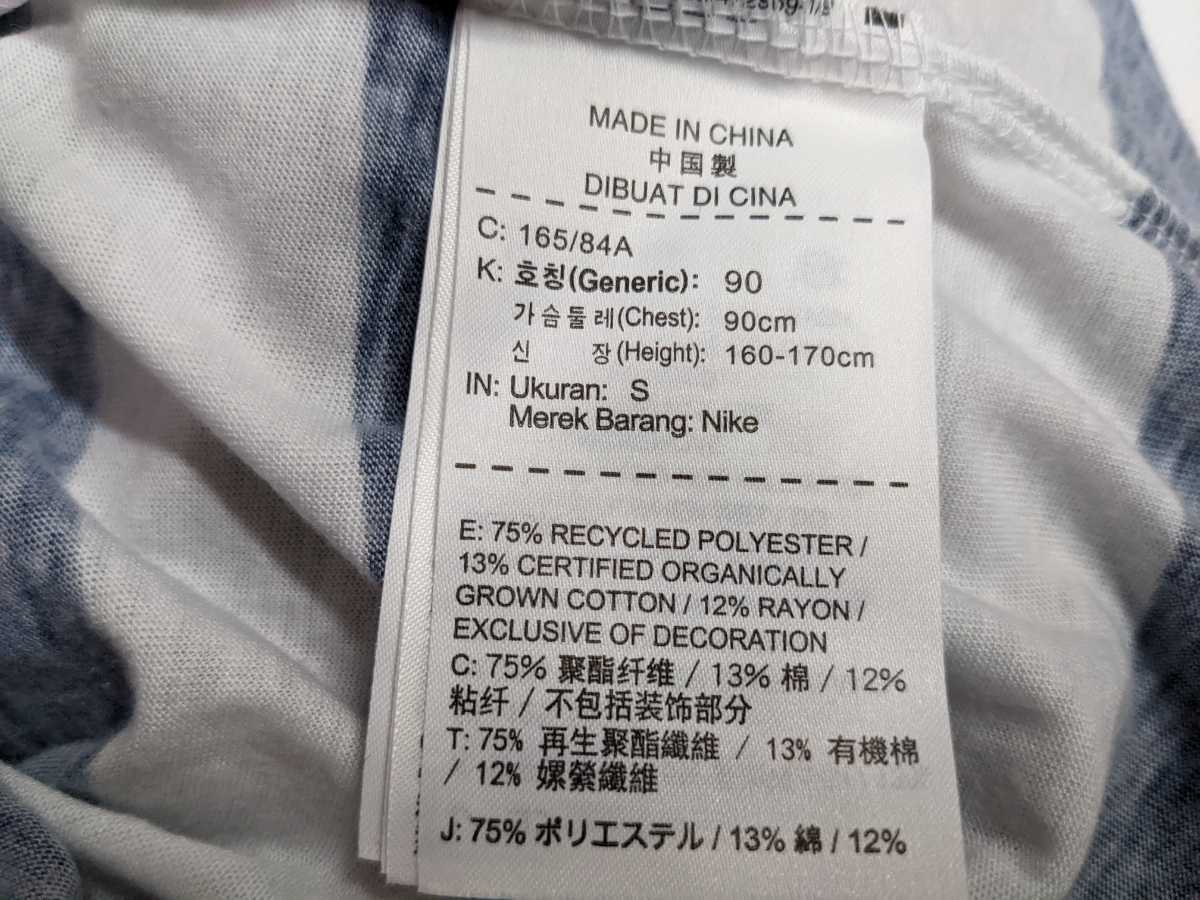 MADE IN CHINA
中国製
DIBUAT DI CINA
C: 165/84A
K: 호칭(Generic): 90
가슴둘레(Chest): 90cm
신 장(Height): 160-170cm
IN: Ukuran: S
Merek Barang: Nike
E: 75% RECYCLED POLYESTER /
13% CERTIFIED ORGANICALLY
GROWN COTTON / 12% RAYON /
EXCLUSIVE OF DECORATION
C: 75% 聚酯纤维 / 13% 棉 / 12%
粘纤 / 不包括装饰部分
T: 75% 再生聚酯纖維 / 13% 有機棉
/ 12% 嫘縈纖維
J: 75% ポリエステル / 13% 綿 / 12%